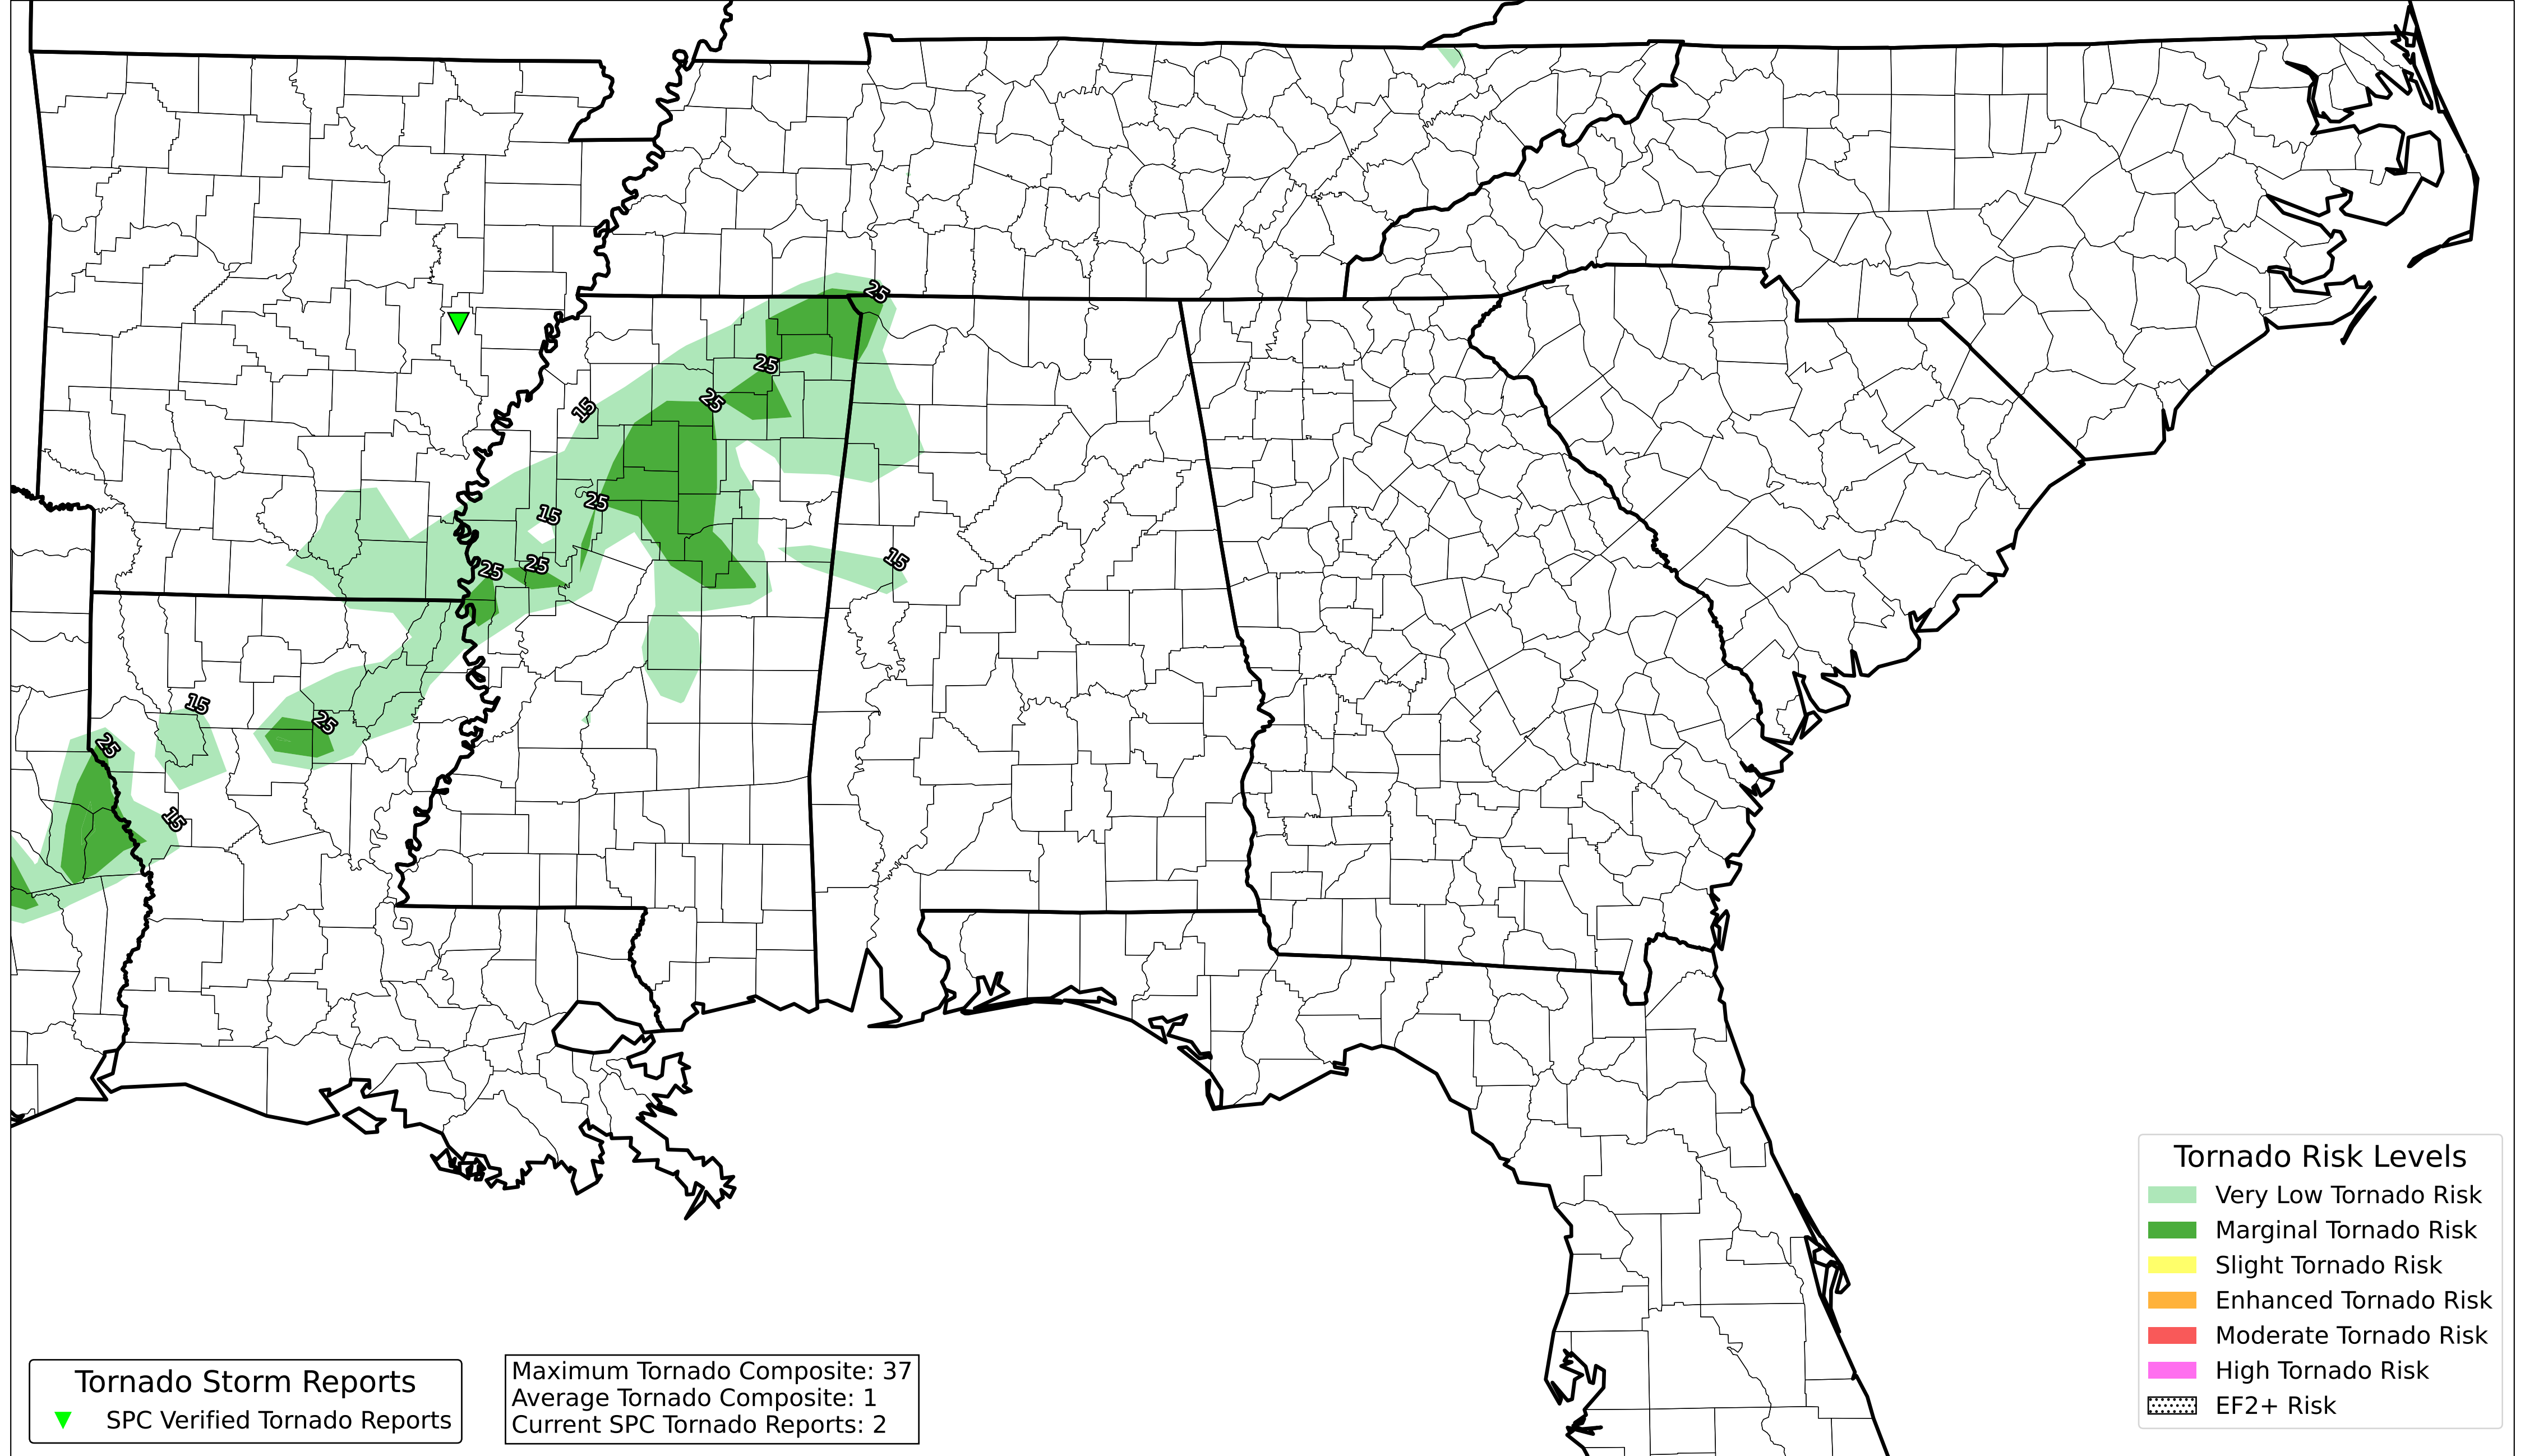 25
25
25
15
25
15
25
25
15
15
25
25
15
Tornado Risk Levels
Very Low Tornado Risk
Marginal Tornado Risk
Slight Tornado Risk
Enhanced Tornado Risk
Moderate Tornado Risk
High Tornado Risk
EF2+ Risk
Tornado Storm Reports
SPC Verified Tornado Reports
Maximum Tornado Composite: 37
Average Tornado Composite: 1
Current SPC Tornado Reports: 2